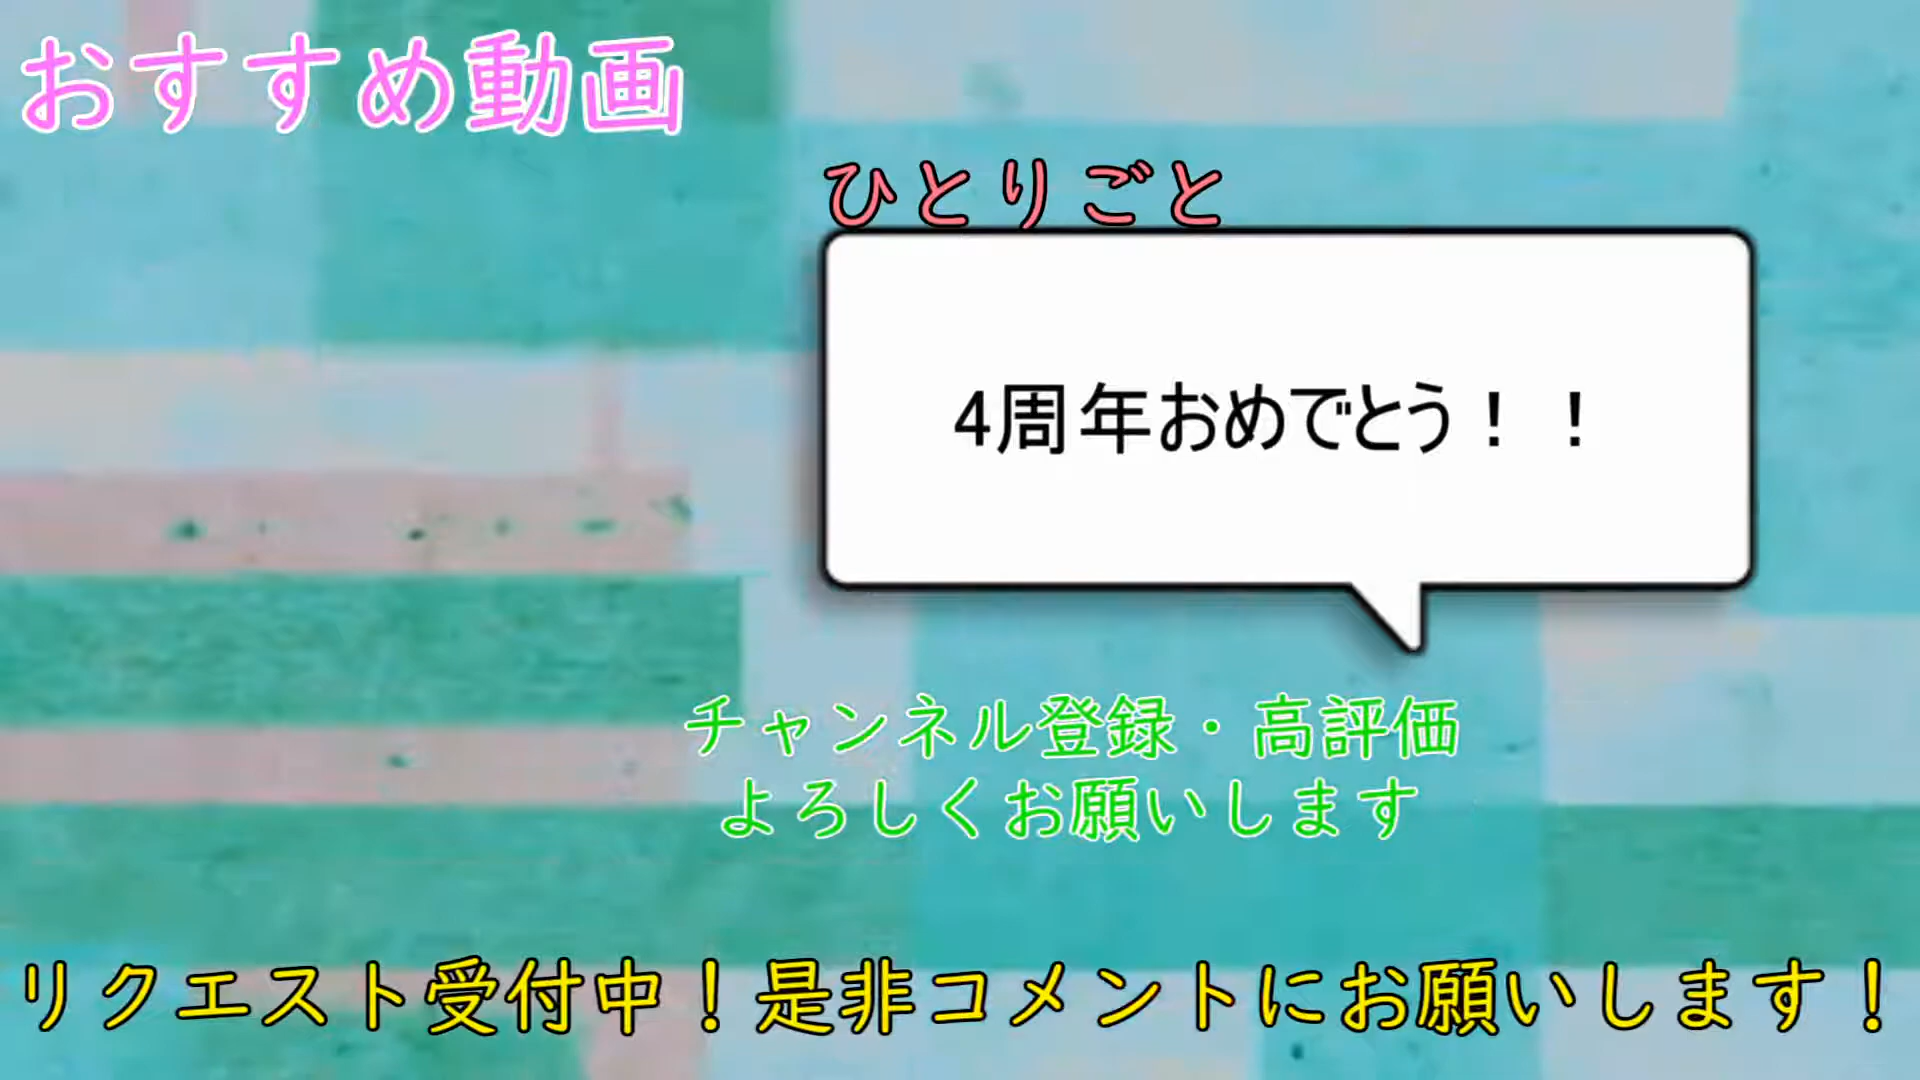 おすすめ動画
ひとりごと
4周年おめでとう！！
チャンネル登録・高評価
よろしくお願いします
リクエスト受付中！是非コメントにお願いします！